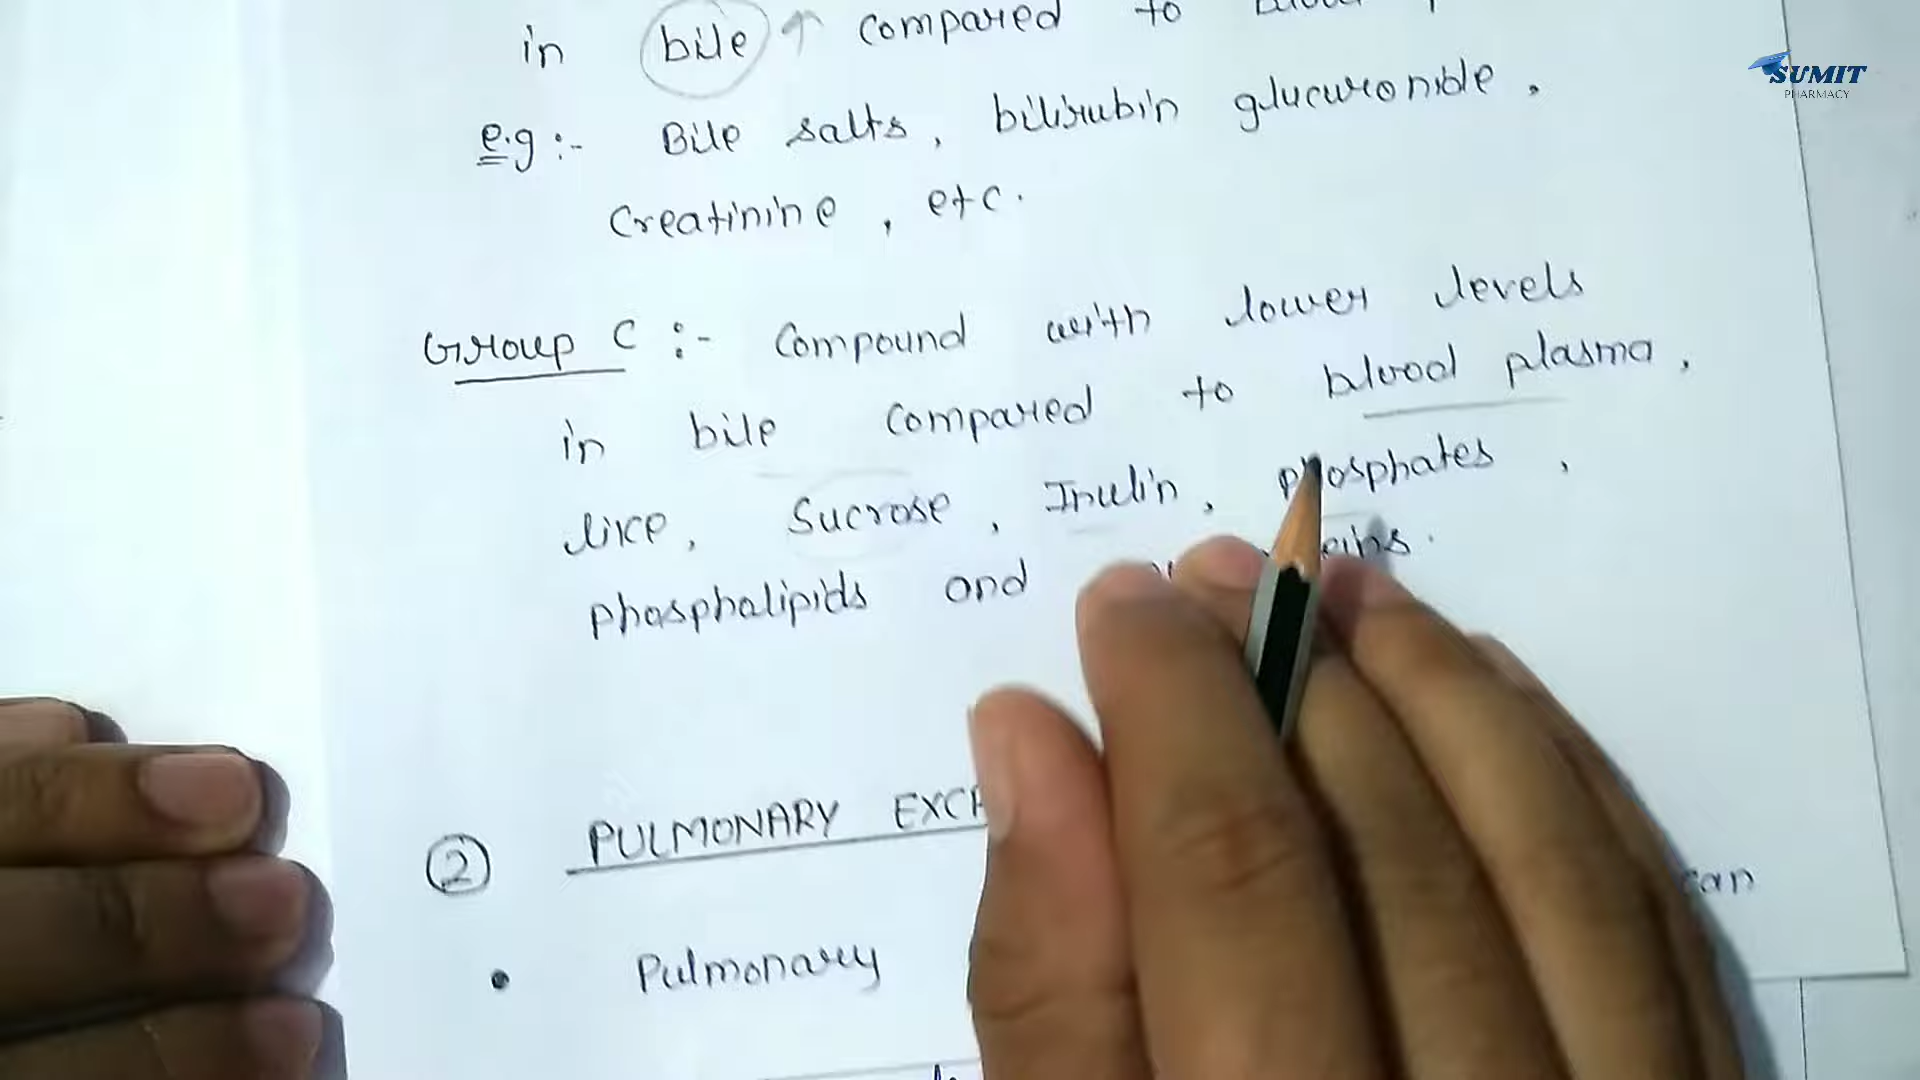 in bile ↑ compared to
e.g :- Bile salts, bilirubin glucuronide.
Creatinine, etc.
Group C :- Compound with lower levels
in bile compared to blood plasma,
like, Sucrose, Inulin, phosphates,
phospholipids and
② PULMONARY
• Pulmonary can
SUMIT
PHARMACY